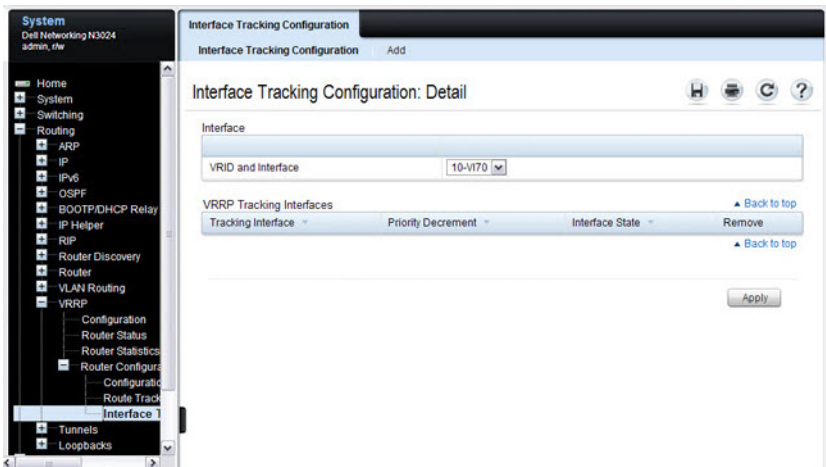 System
Dell Networking N3024
admin, r/w
Home
System
Switching
Routing
ARP
IP
IPv6
OSPF
BOOTP/DHCP Relay
IP Helper
RIP
Router Discovery
Router
VLAN Routing
VRRP
Configuration
Router Status
Router Statistics
Router Configura
Configuratio
Route Track
Interface T
Tunnels
Loopbacks
Interface Tracking Configuration
Interface Tracking Configuration Add
Interface Tracking Configuration: Detail
Interface
VRID and Interface 10-Vl70
VRRP Tracking Interfaces Back to top
Tracking Interface Priority Decrement Interface State Remove
Back to top
Apply